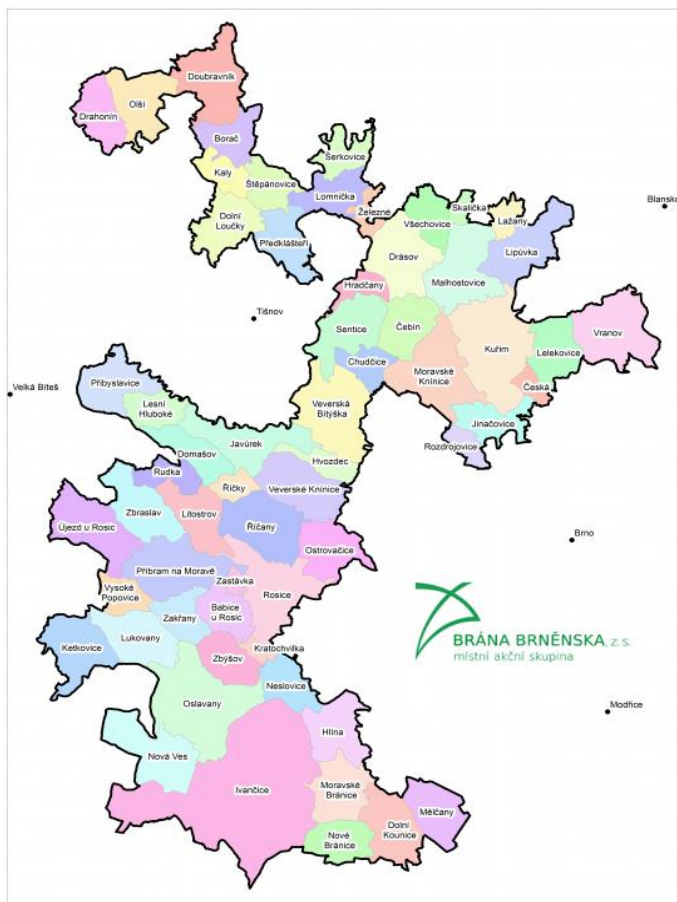 Doubravník
Olší
Drahonín
Borač
Šerkovice
Kaly
Štěpánovice
Lomnička
Železné
Dolní
Loučky
Předklášteří
Skalička
Lažany
Všechovice
Blansko
Lipůvka
Drásov
Malhostovice
Hradčany
Tišnov
Sentice
Čebín
Kuřim
Vranov
Lelekovice
Chudčice
Moravské
Knínice
Česká
Přibyslavice
Velká Bíteš
Veverská
Bítýška
Lesní
Hluboké
Jinačovice
Javůrek
Rozdrojovice
Domašov
Hvozdec
Rudka
Říčky
Veverské Knínice
Zbraslav
Litostrov
Újezd u Rosic
Říčany
Ostrovačice
Brno
Příbram na Moravě
Zastávka
Vysoké
Popovice
Rosice
Babice
u Rosic
Zakřany
Lukovany
Ketkovice
Kratochvilka
Zbýšov
BRÁNA BRNĚNSKA, z. s.
místní akční skupina
Neslovice
Oslavany
Modřice
Hlína
Nová Ves
Ivančice
Moravské
Bránice
Mělčany
Dolní
Kounice
Nové
Bránice